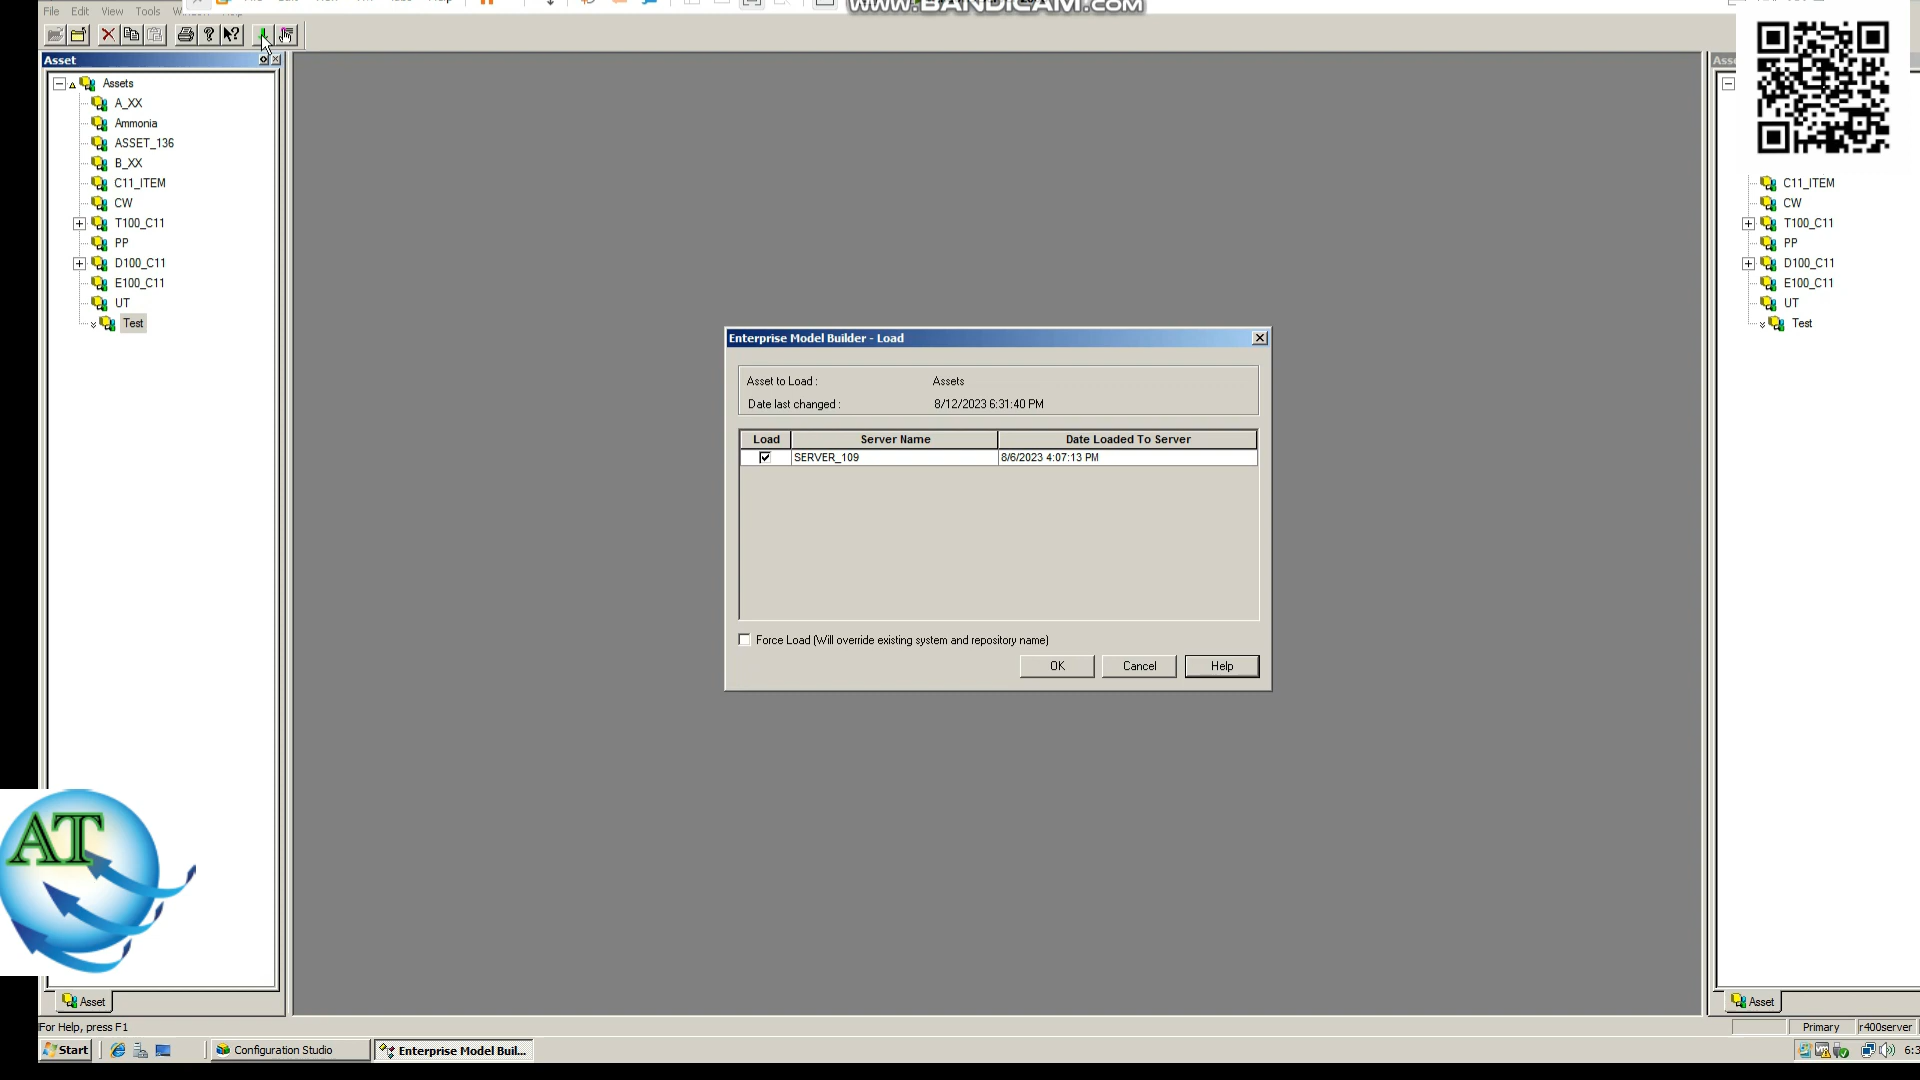 www.BANDICAM.com
File Edit View Tools
Asset
Assets
A_XX
Ammonia
ASSET_136
B_XX
C11_ITEM
CW
T100_C11
PP
D100_C11
E100_C11
UT
Test
Enterprise Model Builder - Load
Asset to Load : Assets
Date last changed : 8/12/2023 6:31:40 PM
Load Server Name Date Loaded To Server
SERVER_109 8/6/2023 4:07:13 PM
Force Load (Will override existing system and repository name)
OK Cancel Help
C11_ITEM
CW
T100_C11
PP
D100_C11
E100_C11
UT
Test
AT
Asset
Asset
For Help, press F1
Primary r400server
Start Configuration Studio Enterprise Model Buil...